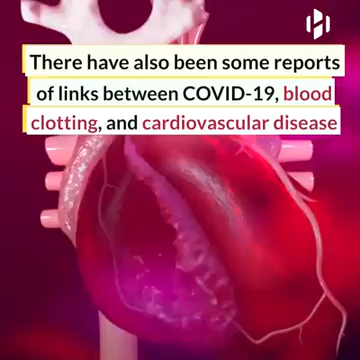 There have also been some reports
of links between COVID-19, blood
clotting, and cardiovascular disease